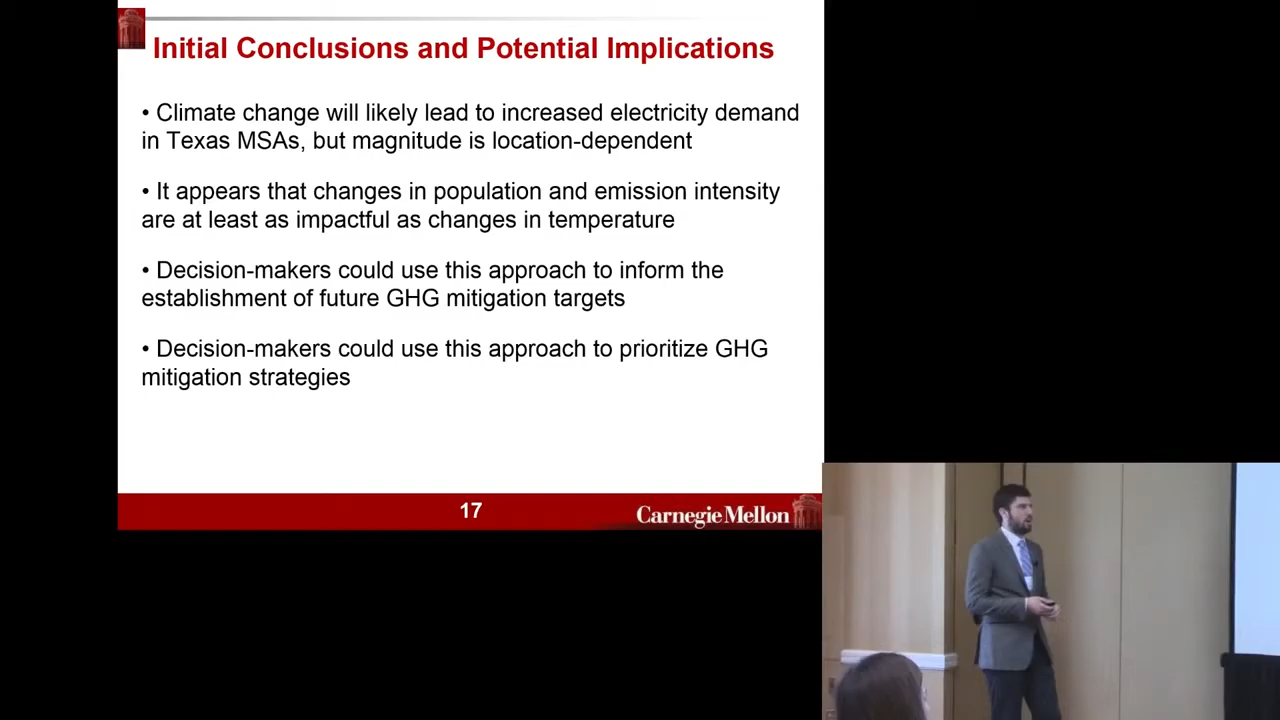 Initial Conclusions and Potential Implications
• Climate change will likely lead to increased electricity demand
in Texas MSAs, but magnitude is location-dependent
• It appears that changes in population and emission intensity
are at least as impactful as changes in temperature
• Decision-makers could use this approach to inform the
establishment of future GHG mitigation targets
• Decision-makers could use this approach to prioritize GHG
mitigation strategies
17
Carnegie Mellon